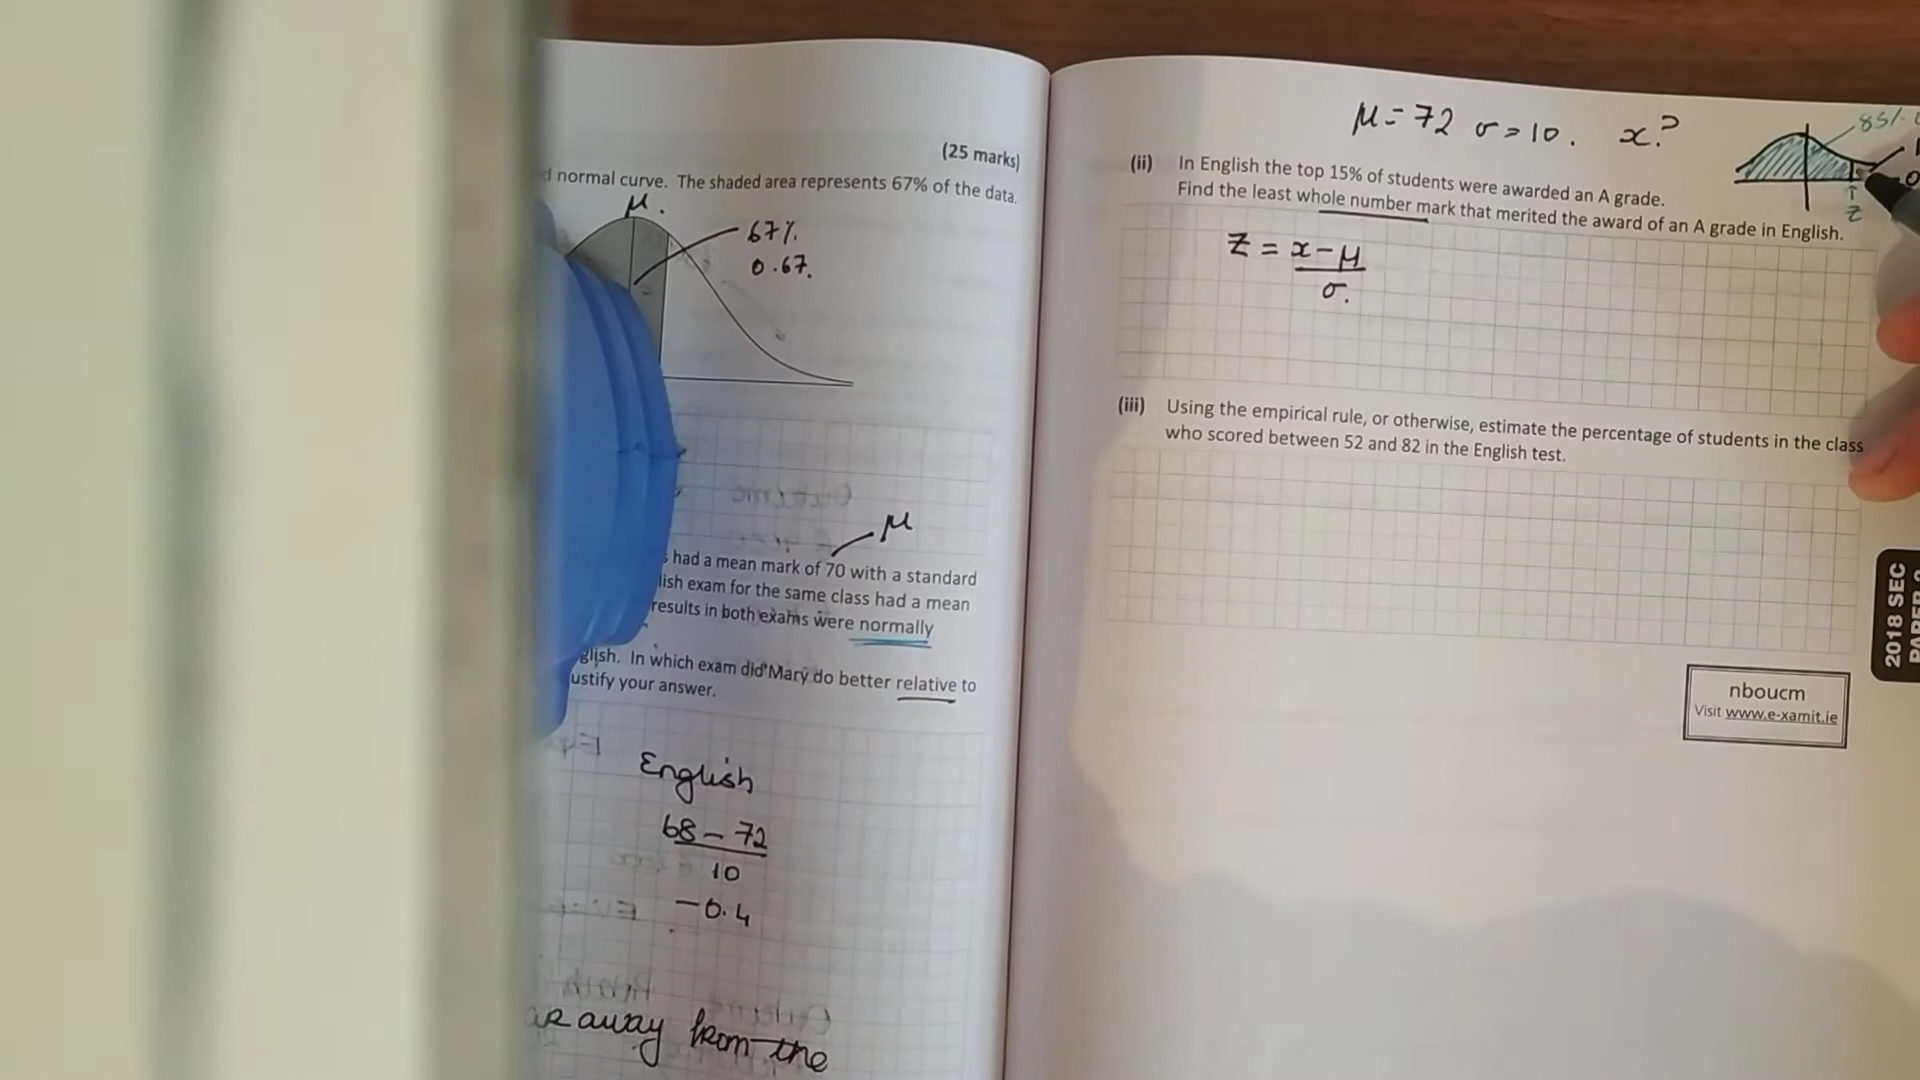 (25 marks)
normal curve. The shaded area represents 67% of the data.
μ.
67%
0.67.
μ
had a mean mark of 70 with a standard
lish exam for the same class had a mean
results in both exams were normally
glish. In which exam did Mary do better relative to
ustify your answer.
English
68 - 72
10
-0.4
away from the
μ = 72 σ = 10. x?
85%
z
(ii) In English the top 15% of students were awarded an A grade.
Find the least whole number mark that merited the award of an A grade in English.
z = x - μ
σ.
(iii) Using the empirical rule, or otherwise, estimate the percentage of students in the class
who scored between 52 and 82 in the English test.
2018 SEC
nboucm
Visit www.e-xamit.ie